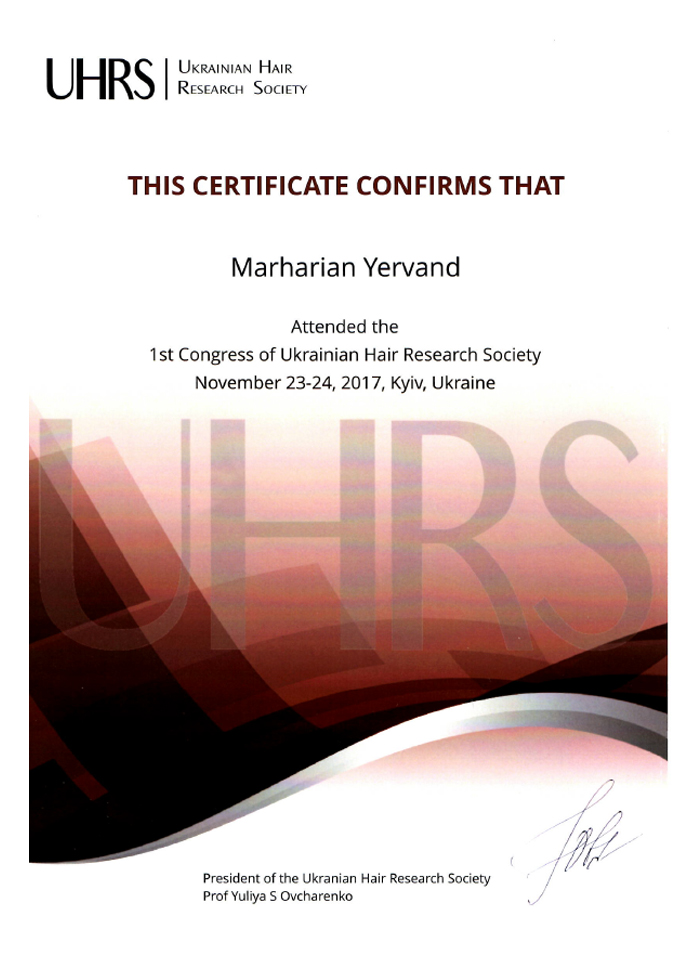 UHRS
UKRAINIAN HAIR
RESEARCH SOCIETY
THIS CERTIFICATE CONFIRMS THAT
Marharian Yervand
Attended the
1st Congress of Ukrainian Hair Research Society
November 23-24, 2017, Kyiv, Ukraine
UHRS
President of the Ukranian Hair Research Society
Prof Yuliya S Ovcharenko